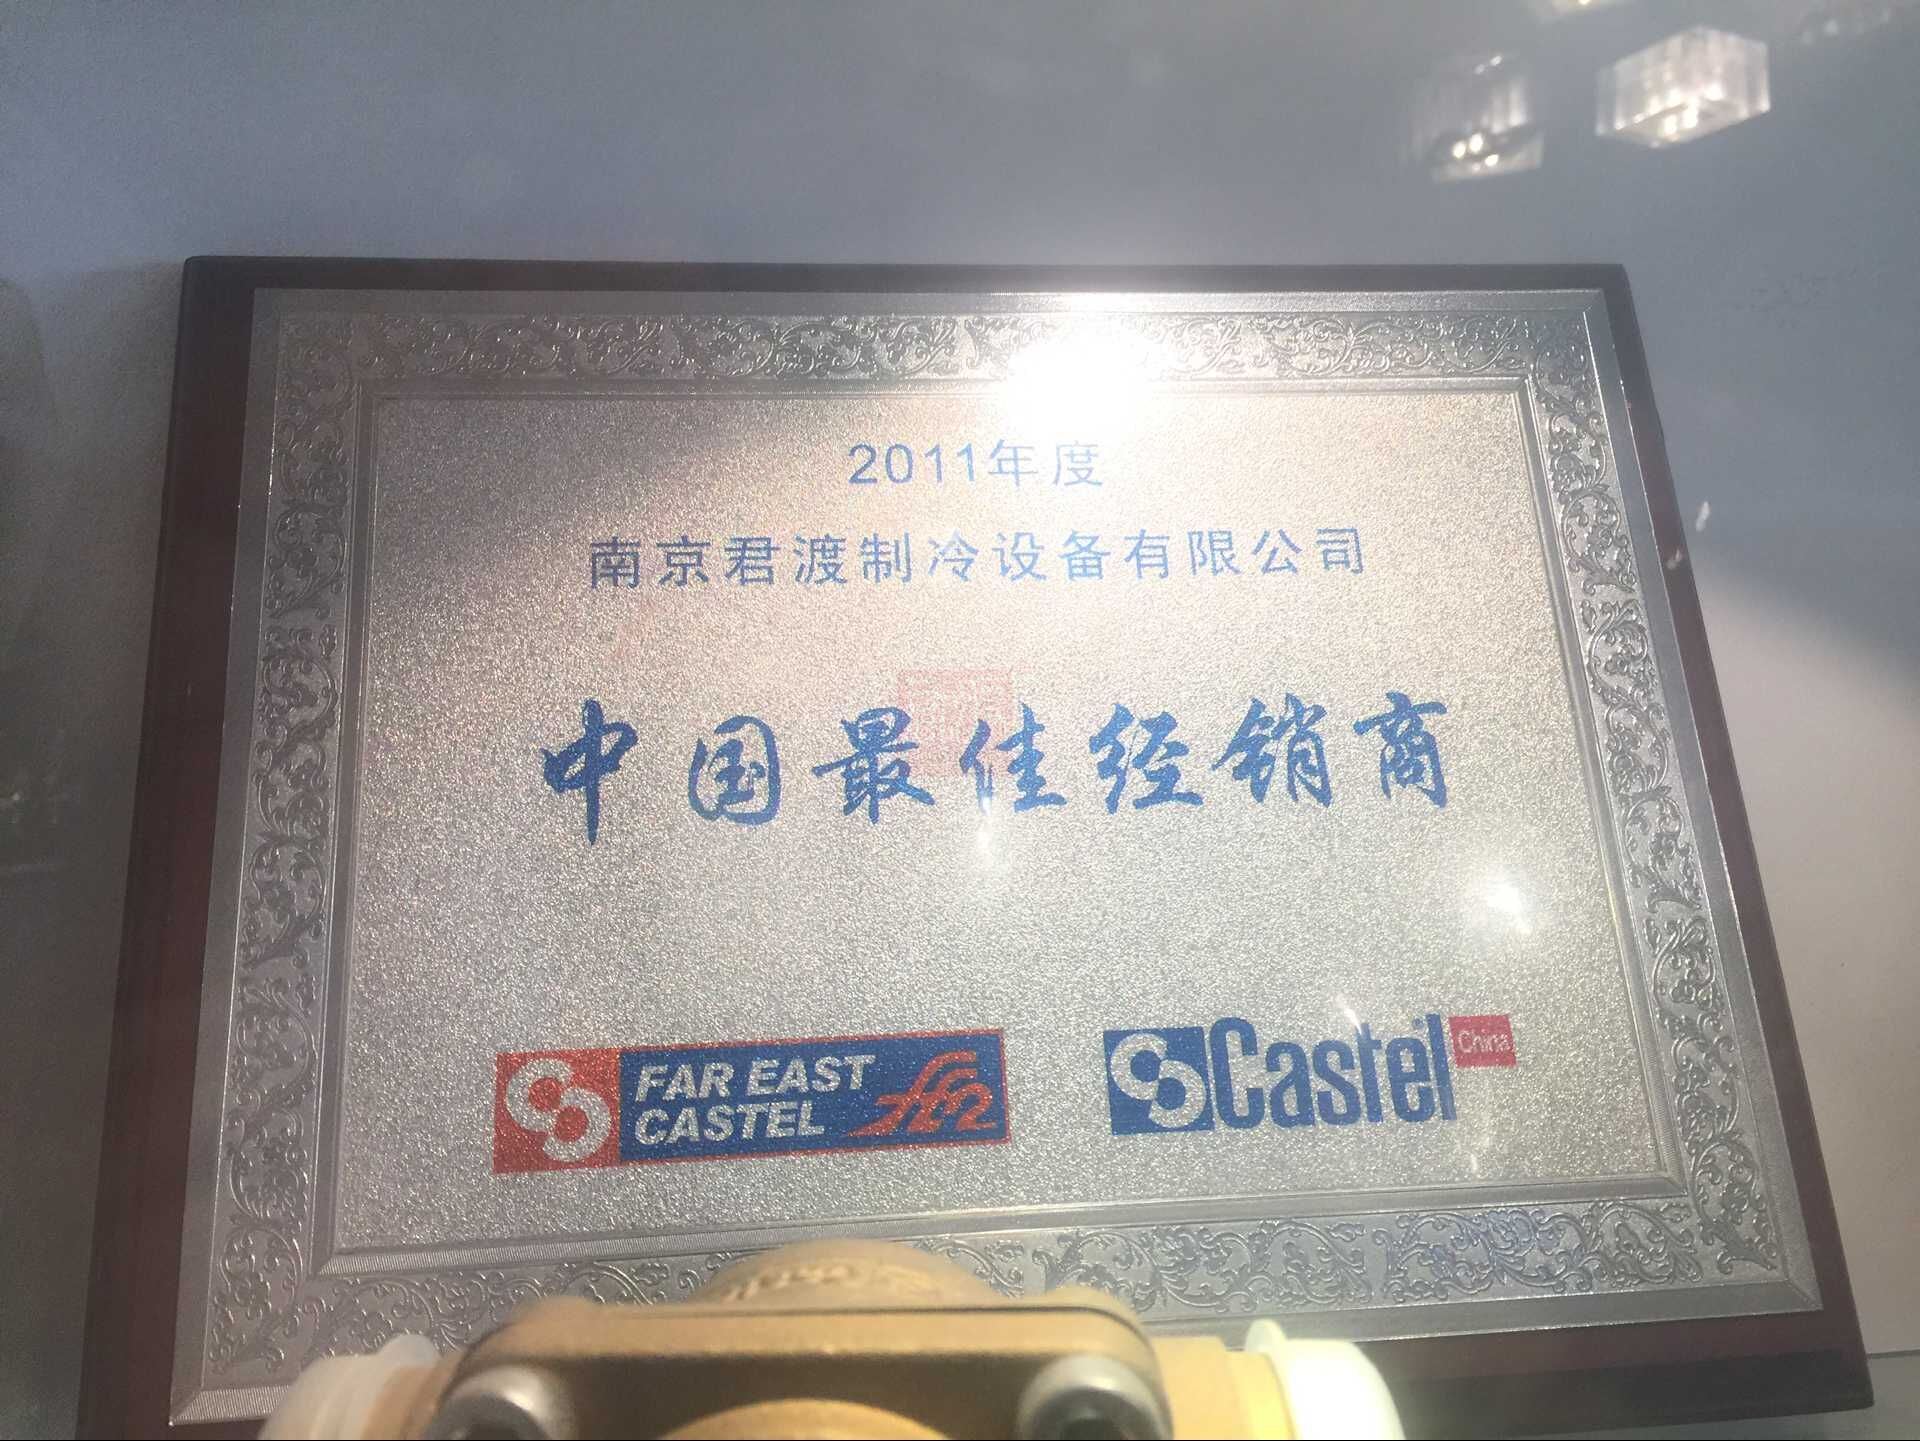 2011年度
南京君渡制冷设备有限公司
中国最佳经销商
FAR EAST
CASTEL
Castel China